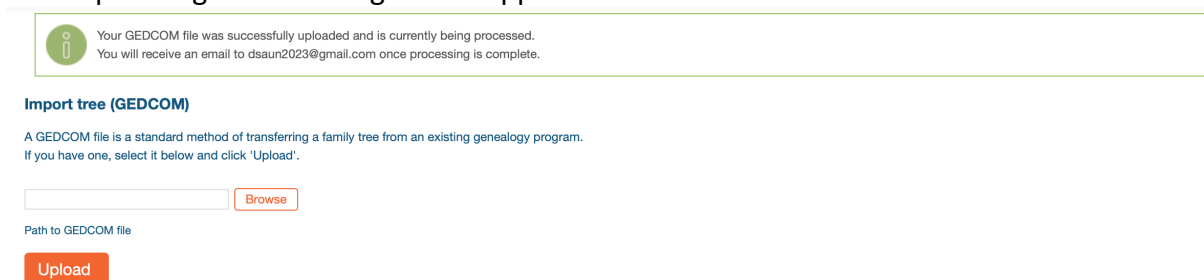 Your GEDCOM file was successfully uploaded and is currently being processed.
You will receive an email to dsaun2023@gmail.com once processing is complete.
Import tree (GEDCOM)
A GEDCOM file is a standard method of transferring a family tree from an existing genealogy program.
If you have one, select it below and click 'Upload'.
Browse
Path to GEDCOM file
Upload